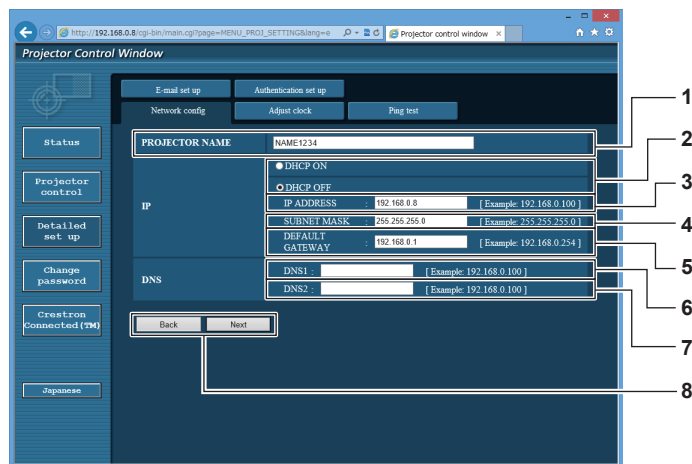 http://192.168.0.8/cgi-bin/main.cgi?page=MENU_PROJ_SETTING&lang=e
Projector control window
Projector Control Window
E-mail set up
Authentication set up
Network config
Adjust clock
Ping test
1
Status
PROJECTOR NAME
NAME1234
2
DHCP ON
Projector
control
DHCP OFF
3
IP
IP ADDRESS : 192.168.0.8 [ Example: 192.168.0.100 ]
4
SUBNET MASK : 255.255.255.0 [ Example: 255.255.255.0 ]
Detailed
set up
DEFAULT
GATEWAY : 192.168.0.1 [ Example: 192.168.0.254 ]
5
Change
password
DNS
DNS1 : [ Example: 192.168.0.100 ]
6
DNS2 : [ Example: 192.168.0.100 ]
7
Crestron
Connected(TM)
Back
Next
8
Japanese